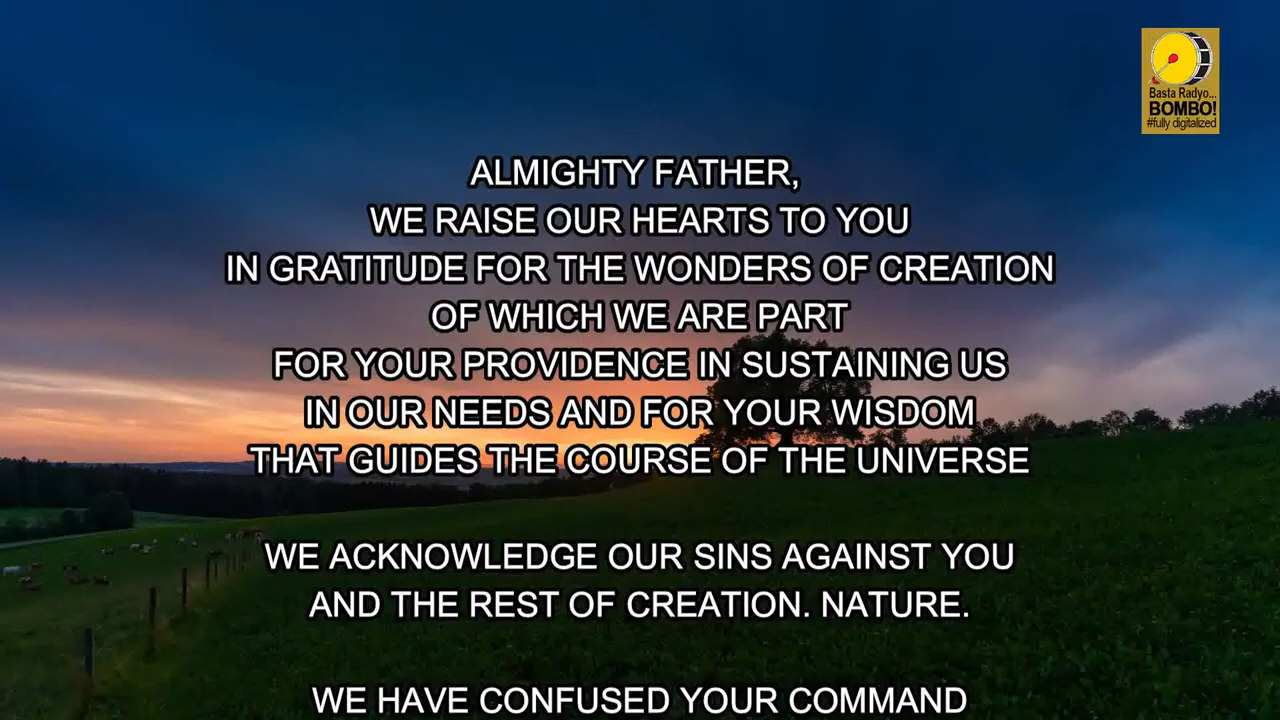 Basta Radyo...
BOMBO!
#fully digitalized
ALMIGHTY FATHER,
WE RAISE OUR HEARTS TO YOU
IN GRATITUDE FOR THE WONDERS OF CREATION
OF WHICH WE ARE PART
FOR YOUR PROVIDENCE IN SUSTAINING US
IN OUR NEEDS AND FOR YOUR WISDOM
THAT GUIDES THE COURSE OF THE UNIVERSE
WE ACKNOWLEDGE OUR SINS AGAINST YOU
AND THE REST OF CREATION. NATURE.
WE HAVE CONFUSED YOUR COMMAND